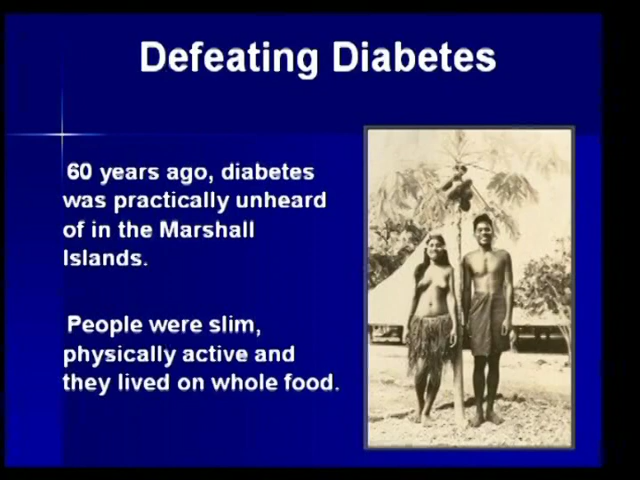 Defeating Diabetes
60 years ago, diabetes
was practically unheard
of in the Marshall
Islands.
People were slim,
physically active and
they lived on whole food.